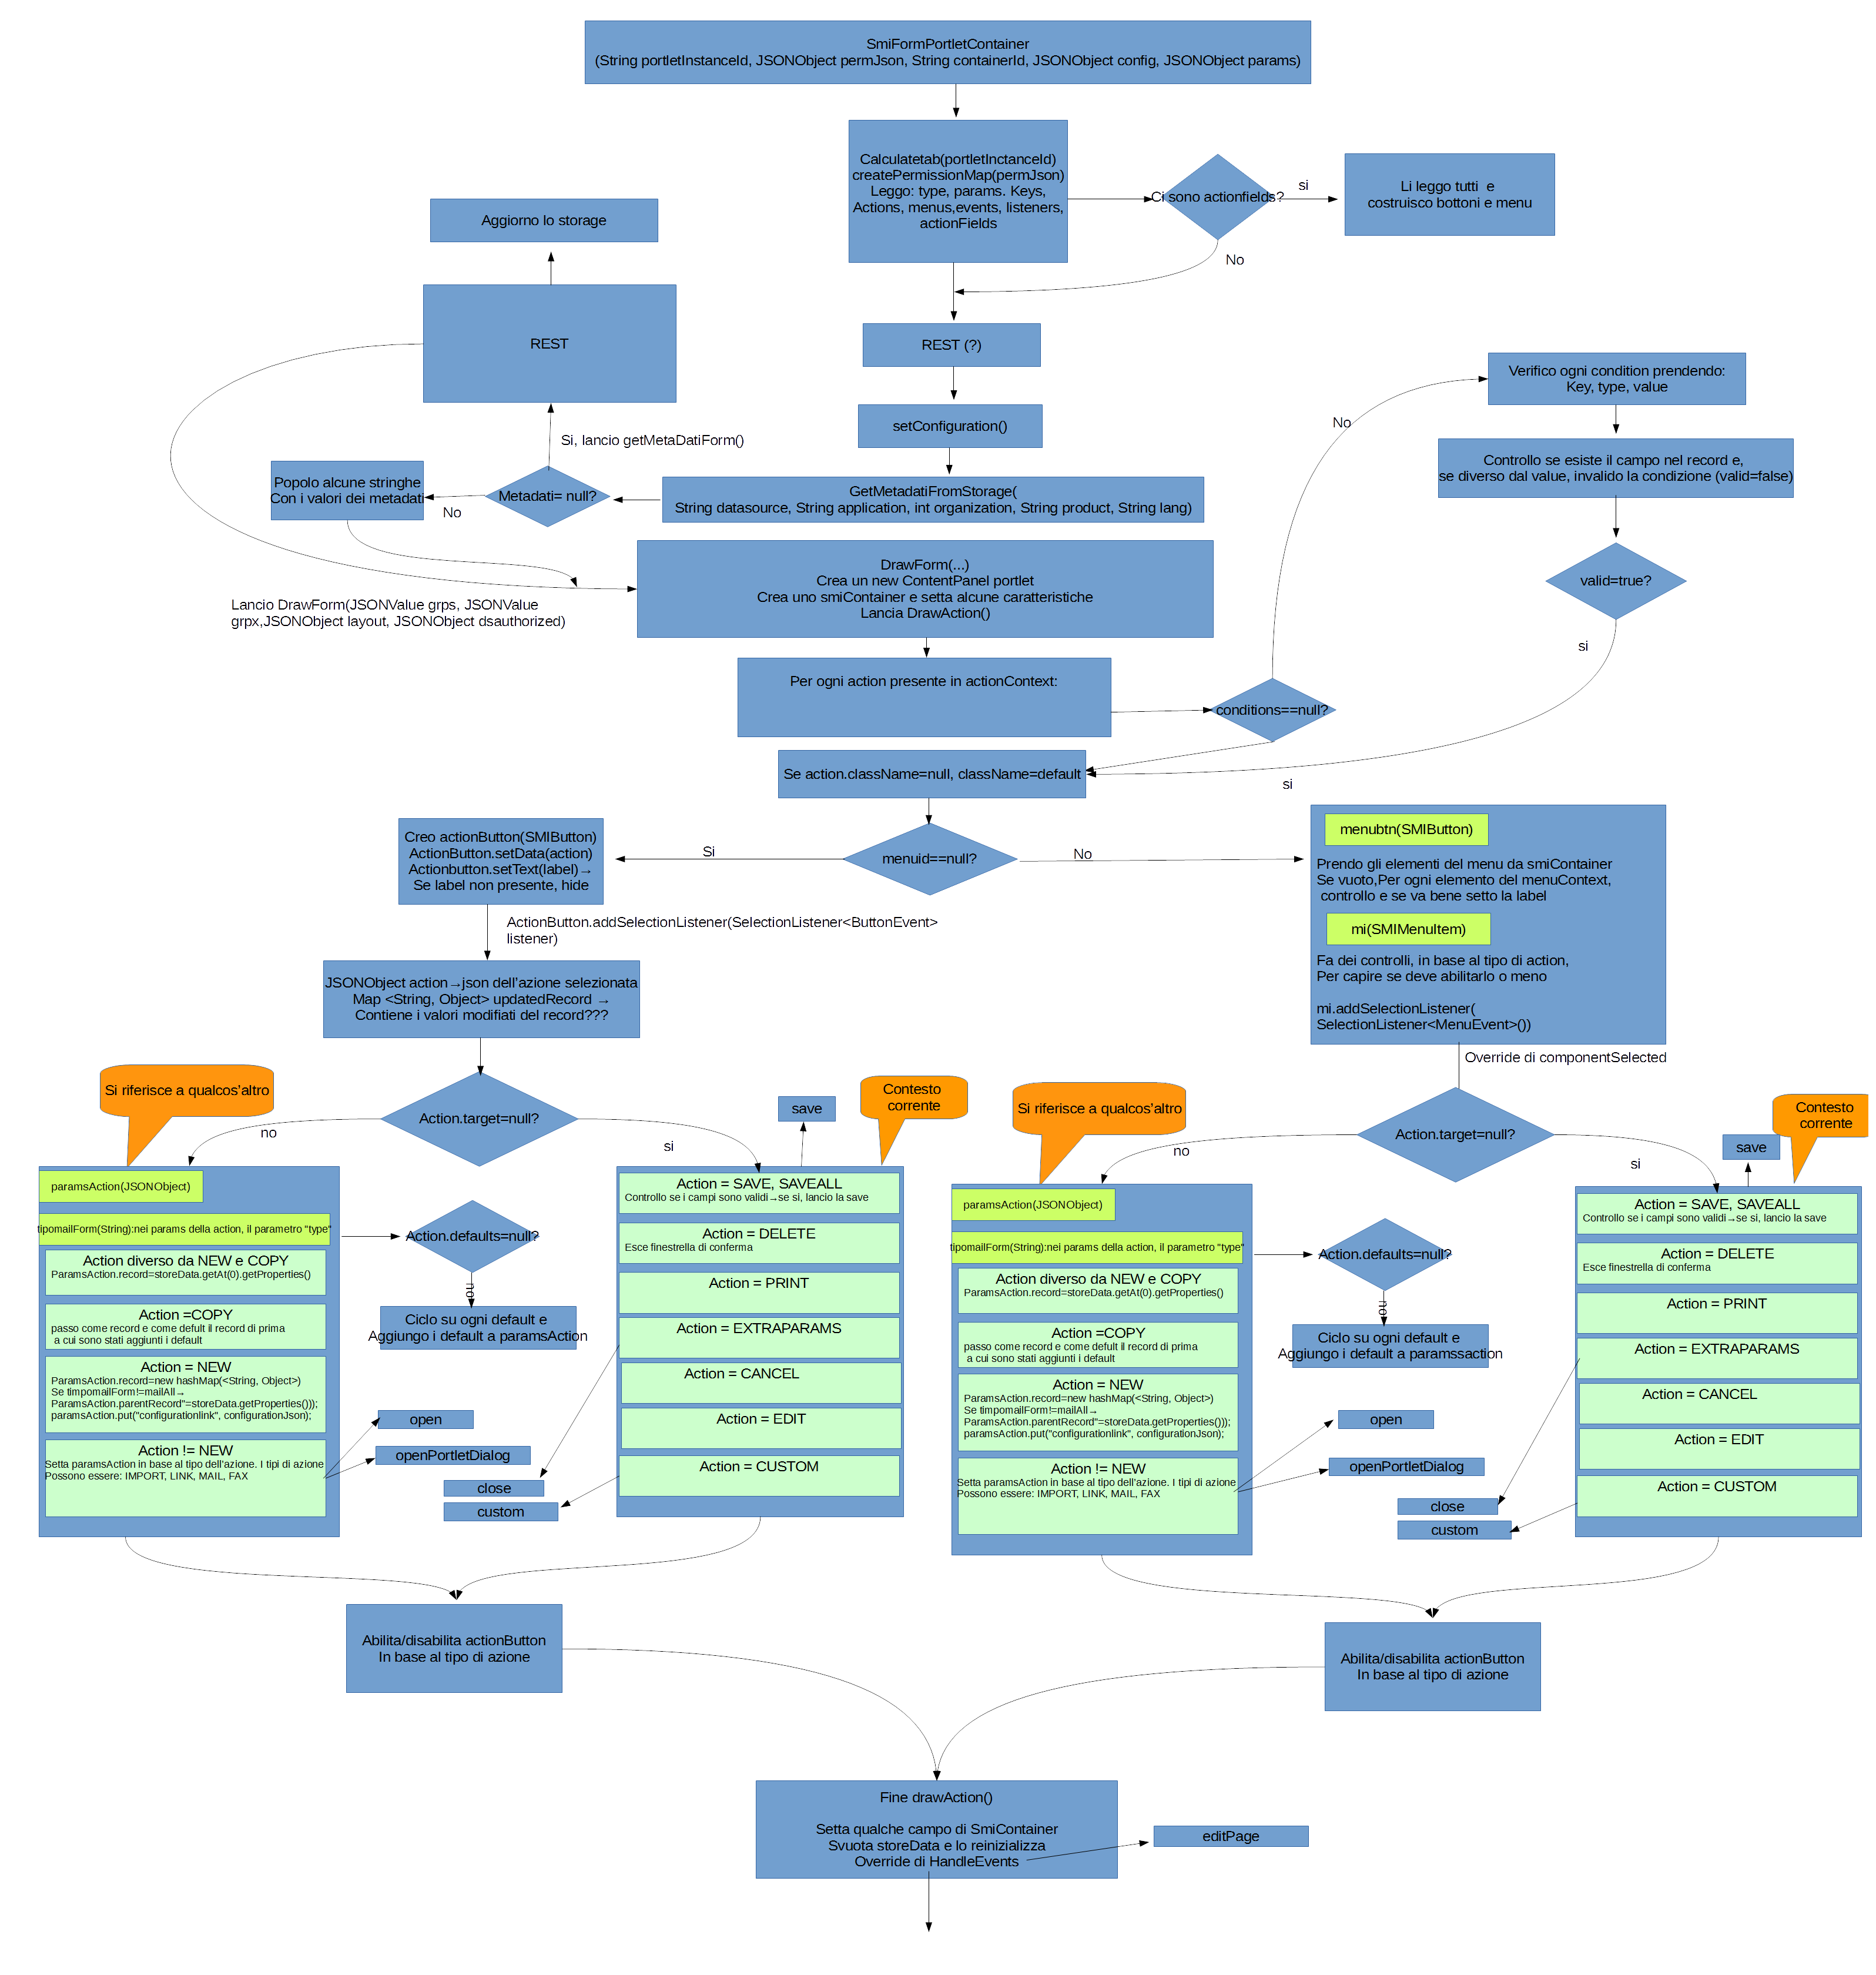 SmiFormPortletContainer
(String portletInstanceId, JSONObject permJson, String containerId, JSONObject config, JSONObject params)
Calculatetab(portletInctanceId)
createPermissionMap(permJson)
Leggo: type, params. Keys,
Actions, menus,events, listeners,
actionFields
Ci sono actionfields?
si
Li leggo tutti e
costruisco bottoni e menu
No
Aggiorno lo storage
REST
REST (?)
setConfiguration()
Si, lancio getMetaDatiForm()
Popolo alcune stringhe
Con i valori dei metadati
No
Metadati= null?
GetMetadatiFromStorage(
String datasource, String application, int organization, String product, String lang)
Verifico ogni condition prendendo:
Key, type, value
No
Controllo se esiste il campo nel record e,
se diverso dal value, invalido la condizione (valid=false)
valid=true?
si
DrawForm(...)
Crea un new ContentPanel portlet
Crea uno smiContainer e setta alcune caratteristiche
Lancia DrawAction()
Lancio DrawForm(JSONValue grps, JSONValue
grpx,JSONObject layout, JSONObject dsauthorized)
Per ogni action presente in actionContext:
conditions==null?
Se action.className=null, className=default
si
menuid==null?
Si
No
Creo actionButton(SMIButton)
ActionButton.setData(action)
Actionbutton.setText(label)→
Se label non presente, hide
ActionButton.addSelectionListener(SelectionListener<ButtonEvent>
listener)
menubtn(SMIButton)
Prendo gli elementi del menu da smiContainer
Se vuoto,Per ogni elemento del menuContext,
controllo e se va bene setto la label
mi(SMIMenuItem)
Fa dei controlli, in base al tipo di action,
Per capire se deve abilitarlo o meno
mi.addSelectionListener(
SelectionListener<MenuEvent>())
Override di componentSelected
JSONObject action→json dell'azione selezionata
Map <String, Object> updatedRecord →
Contiene i valori modifiati del record???
Si riferisce a qualcos'altro
Action.target=null?
no
si
save
Contesto
corrente
paramsAction(JSONObject)
tipomailForm(String):nei params della action, il parametro "type"
Action diverso da NEW e COPY
ParamsAction.record=storeData.getAt(0).getProperties()
Action =COPY
passo come record e come defult il record di prima
a cui sono stati aggiunti i default
Action = NEW
ParamsAction.record=new hashMap(<String, Object>)
Se timpomailForm!=mailAll→
ParamsAction.parentRecord"=storeData.getProperties()));
paramsAction.put("configurationlink", configurationJson);
Action != NEW
Setta paramsAction in base al tipo dell'azione. I tipi di azione
Possono essere: IMPORT, LINK, MAIL, FAX
Action.defaults=null?
no
Ciclo su ogni default e
Aggiungo i default a paramsAction
open
openPortletDialog
close
custom
Action = SAVE, SAVEALL
Controllo se i campi sono validi→se si, lancio la save
Action = DELETE
Esce finestrella di conferma
Action = PRINT
Action = EXTRAPARAMS
Action = CANCEL
Action = EDIT
Action = CUSTOM
Si riferisce a qualcos'altro
Action.target=null?
no
si
save
Contesto
corrente
paramsAction(JSONObject)
tipomailForm(String):nei params della action, il parametro "type"
Action diverso da NEW e COPY
ParamsAction.record=storeData.getAt(0).getProperties()
Action =COPY
passo come record e come defult il record di prima
a cui sono stati aggiunti i default
Action = NEW
ParamsAction.record=new hashMap(<String, Object>)
Se timpomailForm!=mailAll→
ParamsAction.parentRecord"=storeData.getProperties()));
paramsAction.put("configurationlink", configurationJson);
Action != NEW
Setta paramsAction in base al tipo dell'azione. I tipi di azione
Possono essere: IMPORT, LINK, MAIL, FAX
Action.defaults=null?
no
Ciclo su ogni default e
Aggiungo i default a paramssaction
open
openPortletDialog
close
custom
Action = SAVE, SAVEALL
Controllo se i campi sono validi→se si, lancio la save
Action = DELETE
Esce finestrella di conferma
Action = PRINT
Action = EXTRAPARAMS
Action = CANCEL
Action = EDIT
Action = CUSTOM
Abilita/disabilita actionButton
In base al tipo di azione
Abilita/disabilita actionButton
In base al tipo di azione
Fine drawAction()
Setta qualche campo di SmiContainer
Svuota storeData e lo reinizializza
Override di HandleEvents
editPage